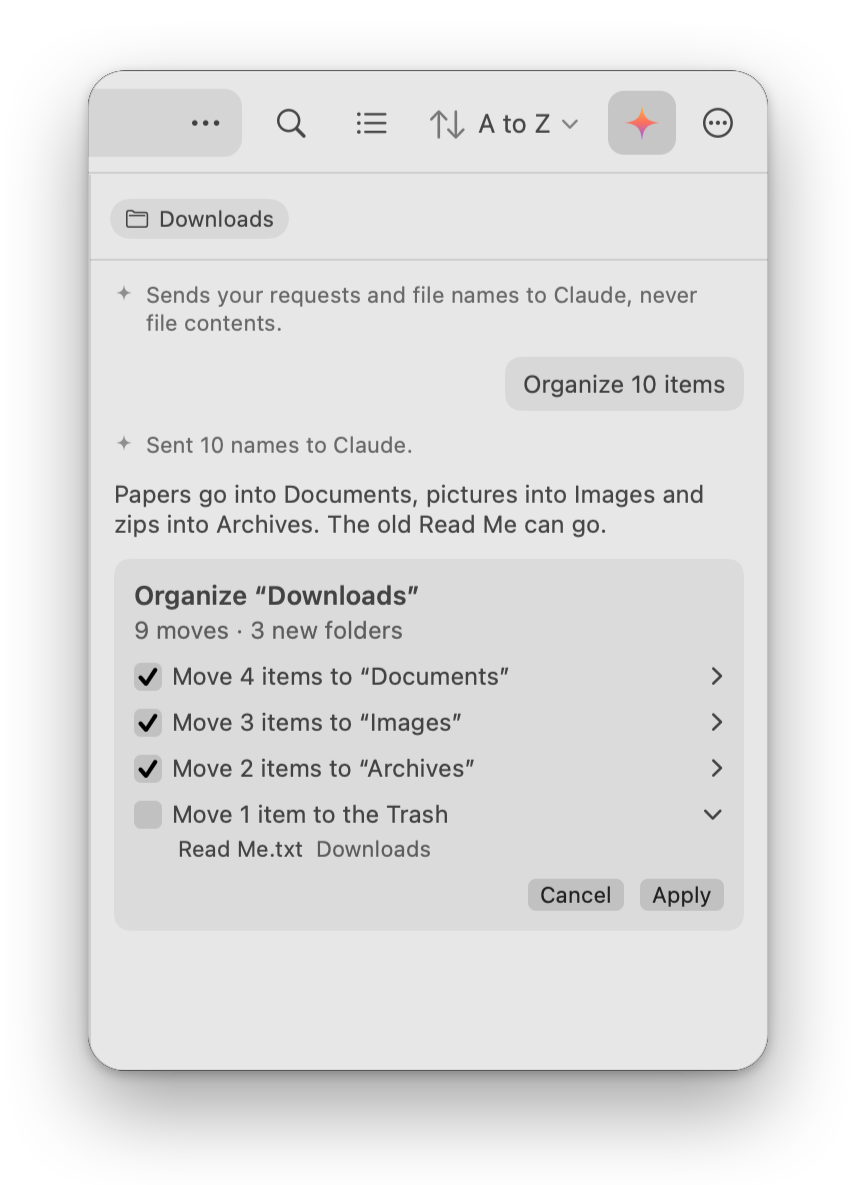 A to Z
Downloads
Sends your requests and file names to Claude, never
file contents.
Organize 10 items
Sent 10 names to Claude.
Papers go into Documents, pictures into Images and
zips into Archives. The old Read Me can go.
Organize “Downloads”
9 moves · 3 new folders
Move 4 items to “Documents”
Move 3 items to “Images”
Move 2 items to “Archives”
Move 1 item to the Trash
Read Me.txt Downloads
Cancel Apply